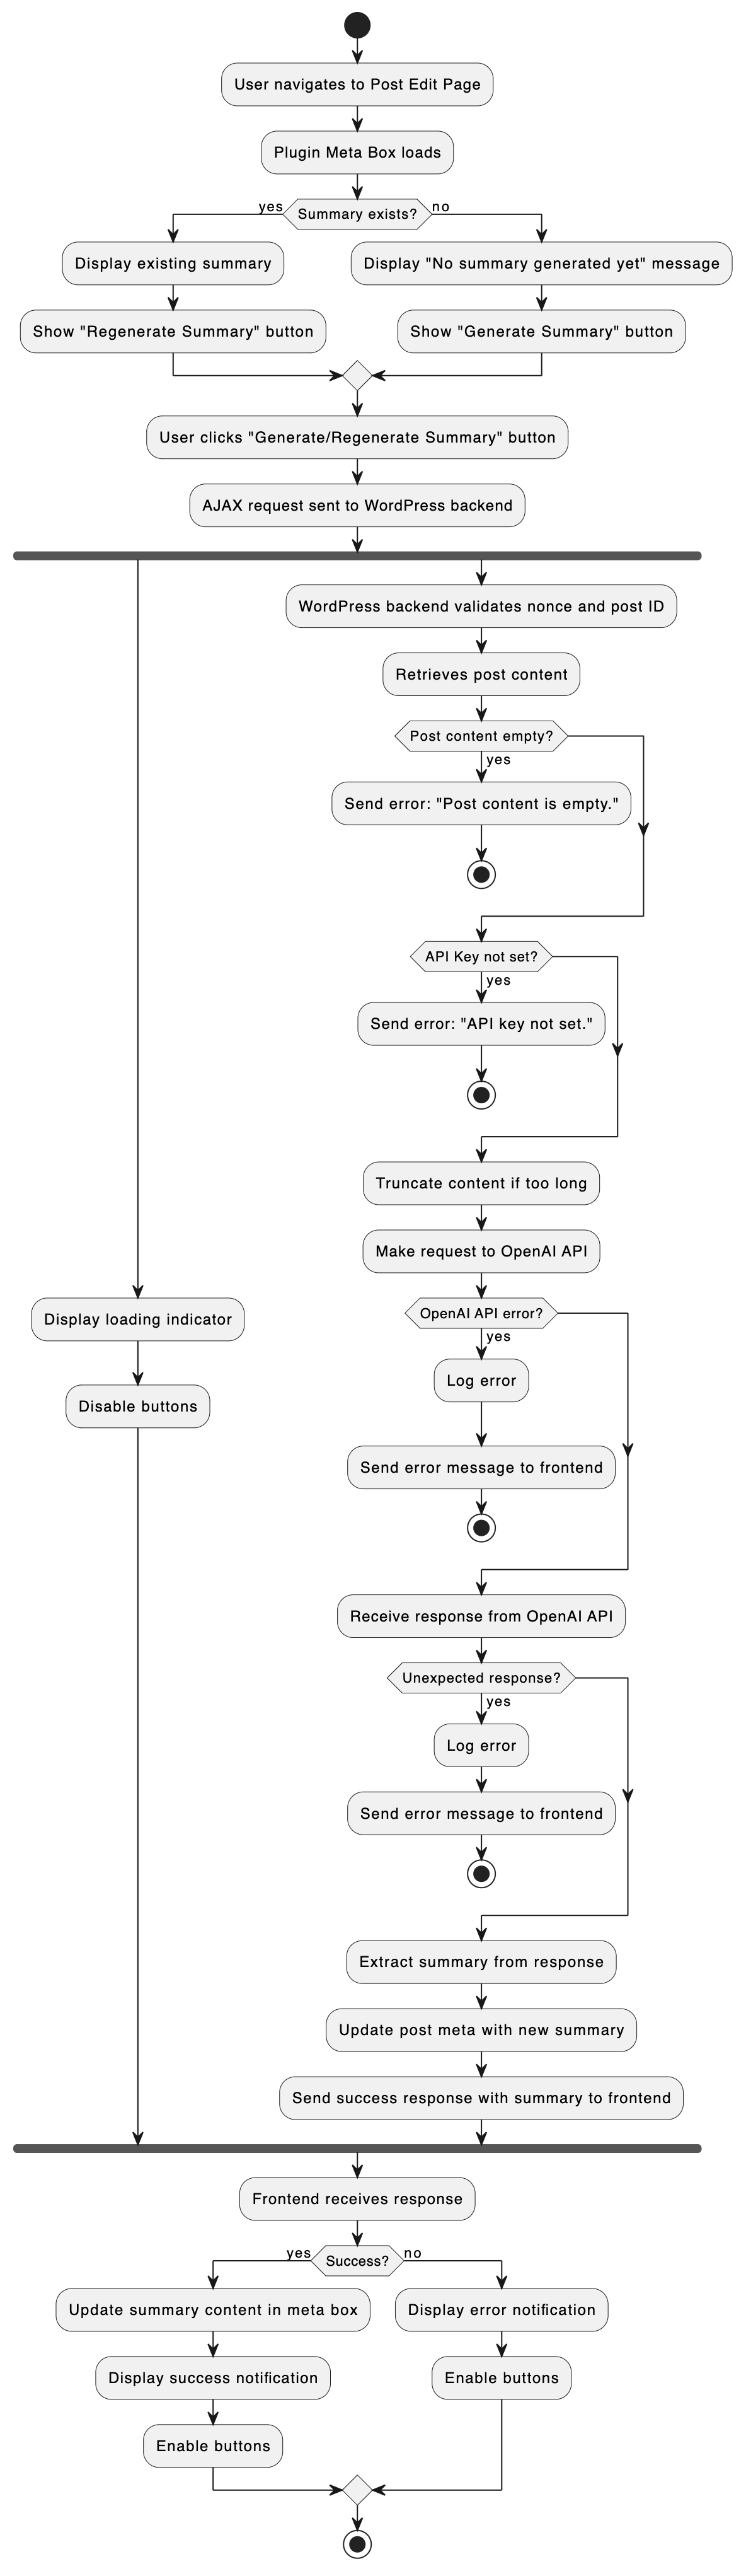 User navigates to Post Edit Page
Plugin Meta Box loads
yes
Summary exists?
no
Display existing summary
Display "No summary generated yet" message
Show "Regenerate Summary" button
Show "Generate Summary" button
User clicks "Generate/Regenerate Summary" button
AJAX request sent to WordPress backend
WordPress backend validates nonce and post ID
Retrieves post content
Post content empty?
yes
Send error: "Post content is empty."
API Key not set?
yes
Send error: "API key not set."
Truncate content if too long
Make request to OpenAI API
Display loading indicator
OpenAI API error?
yes
Log error
Disable buttons
Send error message to frontend
Receive response from OpenAI API
Unexpected response?
yes
Log error
Send error message to frontend
Extract summary from response
Update post meta with new summary
Send success response with summary to frontend
Frontend receives response
yes
Success?
no
Update summary content in meta box
Display error notification
Display success notification
Enable buttons
Enable buttons